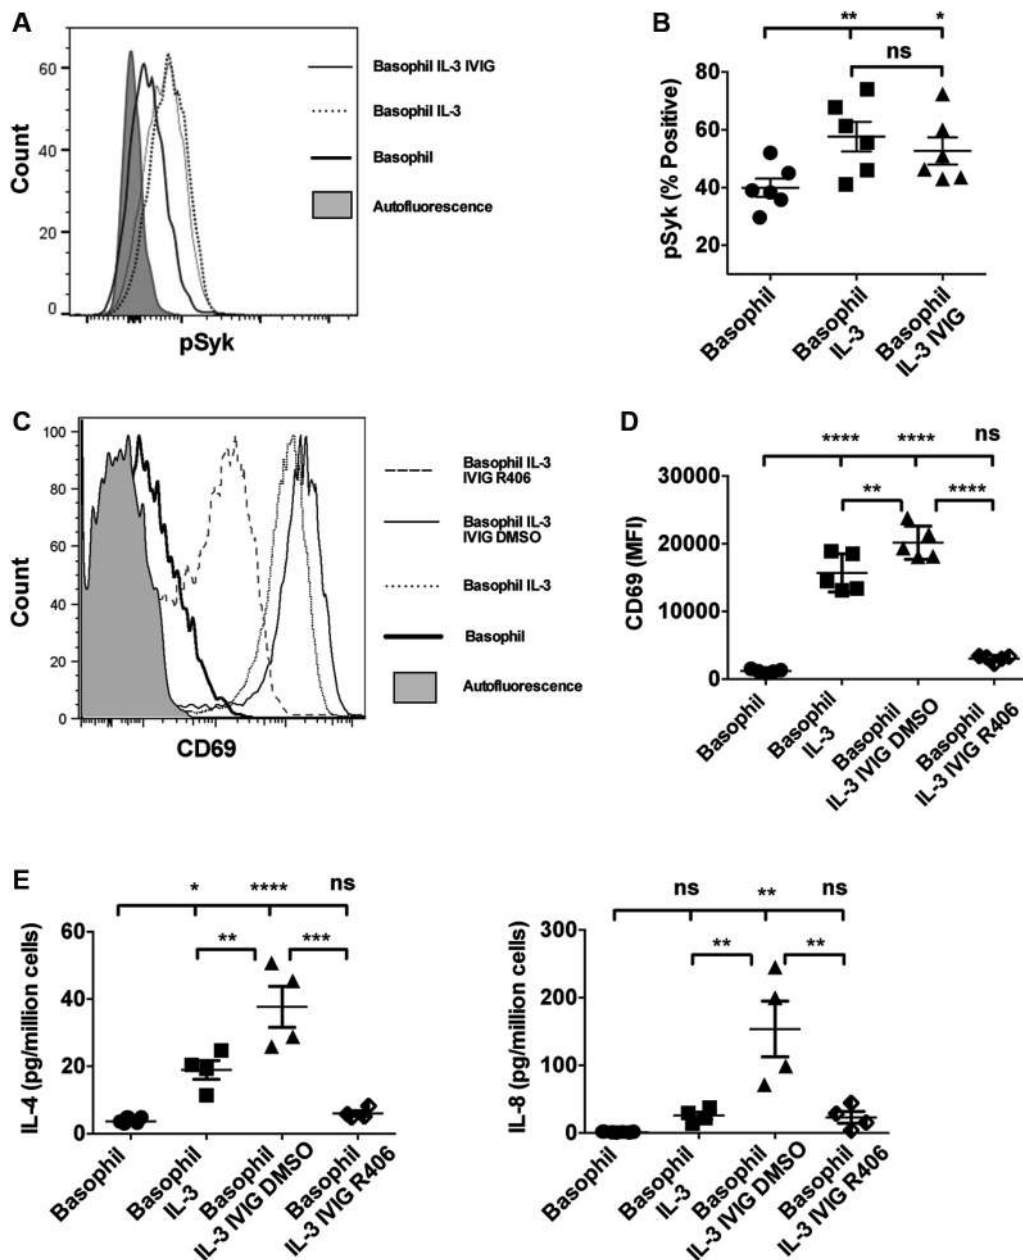 A
Count
60
40
20
0
pSyk
Basophil IL-3 IVIG
Basophil IL-3
Basophil
Autofluorescence
B
**
*
ns
pSyk (% Positive)
80
60
40
20
Basophil
Basophil
IL-3
Basophil
IL-3 IVIG
C
Count
100
80
60
40
20
0
CD69
Basophil IL-3
IVIG R406
Basophil IL-3
IVIG DMSO
Basophil IL-3
Basophil
Autofluorescence
D
****
****
ns
**
****
CD69 (MFI)
30000
20000
10000
0
Basophil
Basophil
IL-3
Basophil
IL-3 IVIG DMSO
Basophil
IL-3 IVIG R406
E
*
****
ns
**
***
IL-4 (pg/million cells)
60
40
20
0
Basophil
Basophil
IL-3
Basophil
IL-3 IVIG DMSO
Basophil
IL-3 IVIG R406
ns
**
ns
**
**
IL-8 (pg/million cells)
300
200
100
0
Basophil
Basophil
IL-3
Basophil
IL-3 IVIG DMSO
Basophil
IL-3 IVIG R406